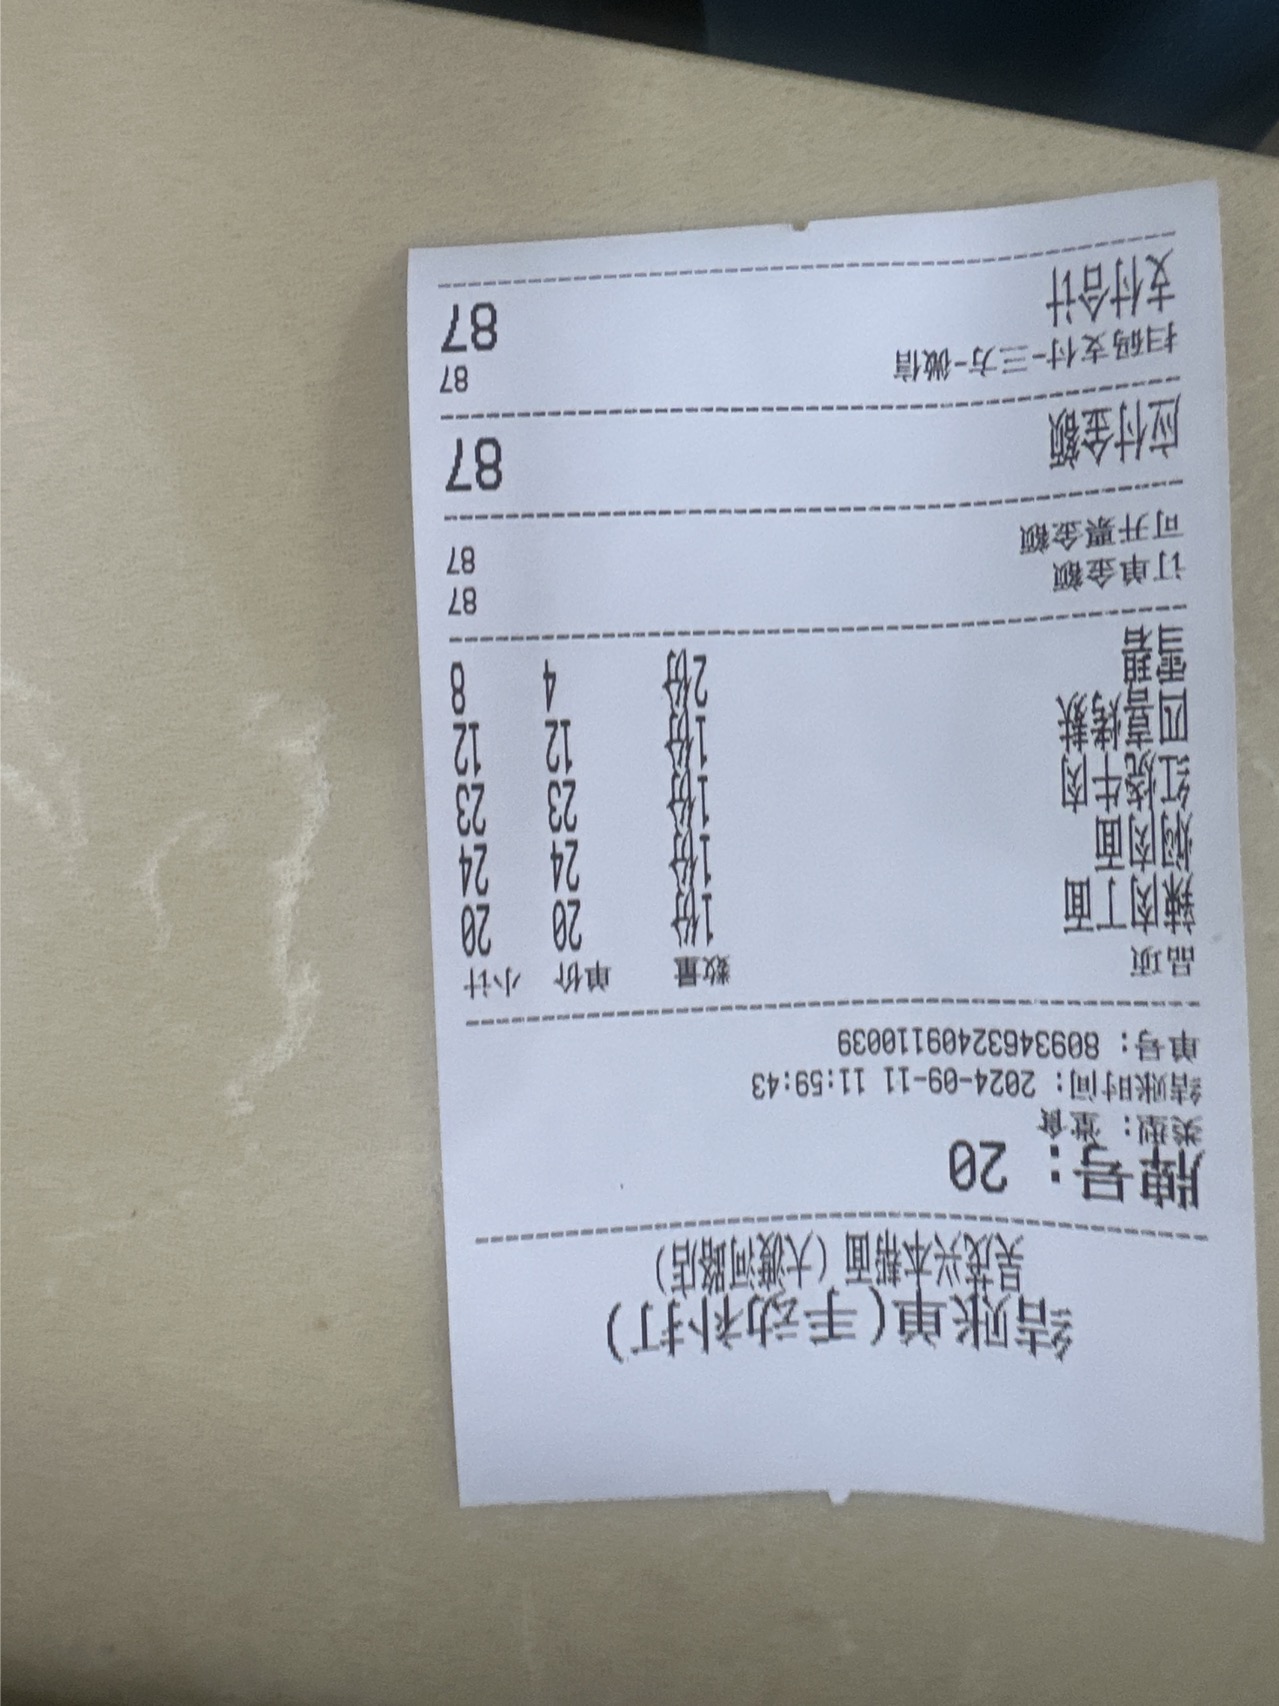 结账单(手动补打)
吴茂兴本帮面(大渡河路店)
牌号: 20
类型: 堂食
结账时间: 2024-09-11 11:59:43
单号: 80934632409110039
品项 数量 单价 小计
辣肉丁面 1份 20 20
焖肉面 1份 24 24
红烧牛肉 1份 23 23
四喜烤麸 1份 12 12
2份 4 8
订单金额 87
可开票金额 87
应付金额 87
扫码支付-三方-微信 87
支付合计 87